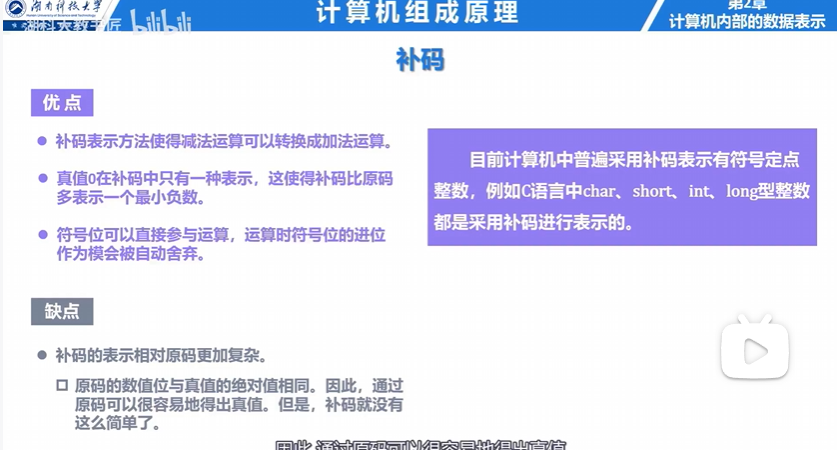 湖南科技大学
计算机组成原理
第2章
计算机内部的数据表示
湖科大教书匠 bilibili
补码
优 点
补码表示方法使得减法运算可以转换成加法运算。
真值0在补码中只有一种表示，这使得补码比原码
多表示一个最小负数。
符号位可以直接参与运算，运算时符号位的进位
作为模会被自动舍弃。
目前计算机中普遍采用补码表示有符号定点
整数，例如C语言中char、short、int、long型整数
都是采用补码进行表示的。
缺点
补码的表示相对原码更加复杂。
原码的数值位与真值的绝对值相同。因此，通过
原码可以很容易地得出真值。但是，补码就没有
这么简单了。
因此 通过原码可以很容易地得出真值